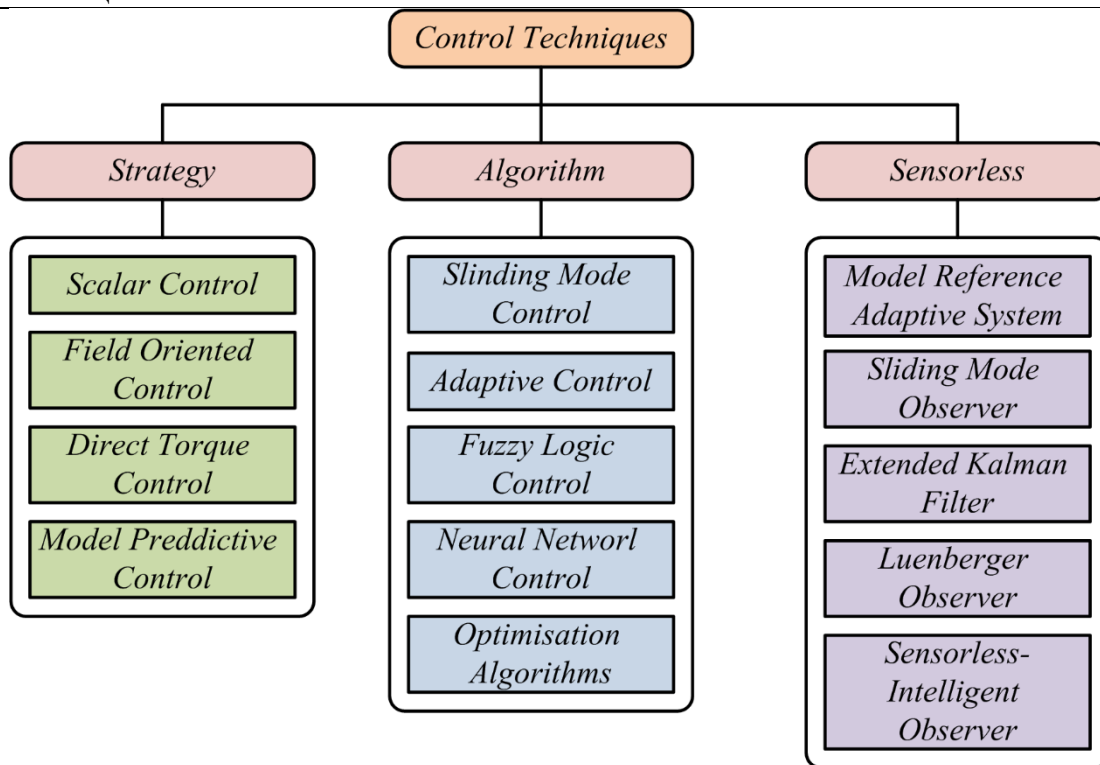 Control Techniques
Strategy
Algorithm
Sensorless
Scalar Control
Field Oriented
Control
Direct Torque
Control
Model Preddictive
Control
Slinding Mode
Control
Adaptive Control
Fuzzy Logic
Control
Neural Networl
Control
Optimisation
Algorithms
Model Reference
Adaptive System
Sliding Mode
Observer
Extended Kalman
Filter
Luenberger
Observer
Sensorless-
Intelligent
Observer